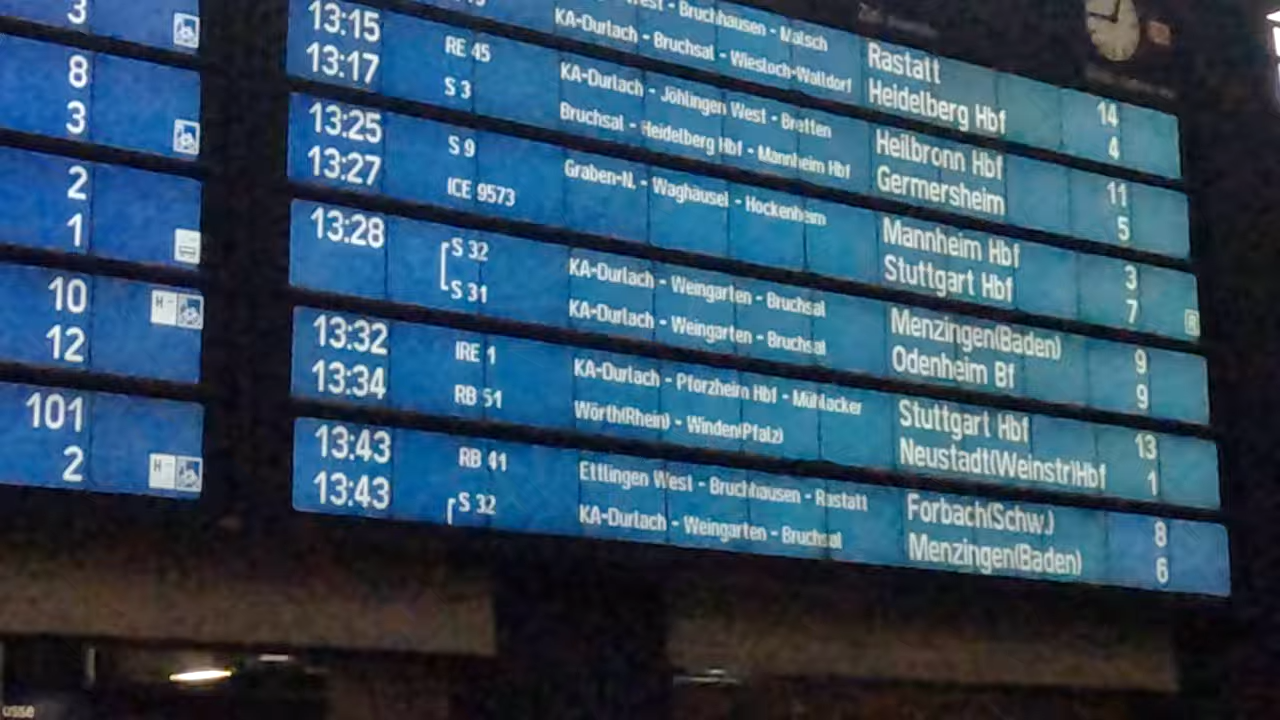 3
8
3
2
1
10 H
12
101
2 H
Bruchhausen - Malsch Rastatt 14
KA-Durlach - Bruchsal - Wiesloch-Walldorf Heidelberg Hbf 4
13:15 RE 45 KA-Durlach - Jöhlingen West - Bretten Heilbronn Hbf 11
13:17 S 3 Bruchsal - Heidelberg Hbf - Mannheim Hbf Germersheim 5
13:25 S 9 Graben-N. - Waghäusel - Hockenheim Mannheim Hbf 3
13:27 ICE 9573 Stuttgart Hbf 7 R
13:28 S 32 KA-Durlach - Weingarten - Bruchsal Menzingen(Baden) 9
S 31 KA-Durlach - Weingarten - Bruchsal Odenheim Bf 9
13:32 IRE 1 KA-Durlach - Pforzheim Hbf - Mühlacker Stuttgart Hbf 13
13:34 RB 51 Wörth(Rhein) - Winden(Pfalz) Neustadt(Weinstr)Hbf 1
13:43 RB 41 Ettlingen West - Bruchhausen - Rastatt Forbach(Schw.) 8
13:43 S 32 KA-Durlach - Weingarten - Bruchsal Menzingen(Baden) 6